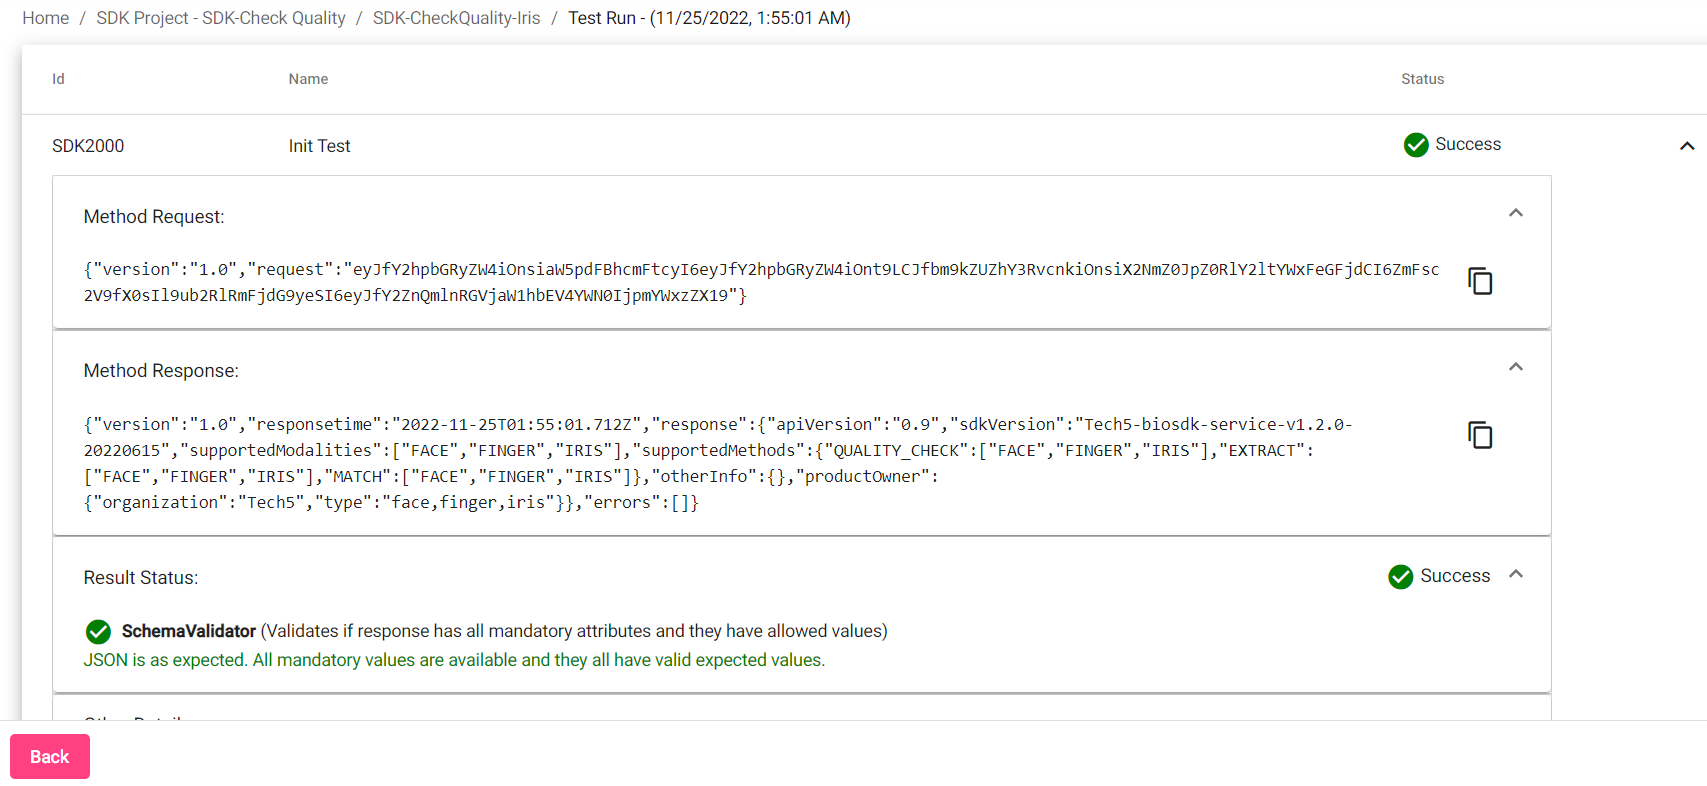 Home / SDK Project - SDK-Check Quality / SDK-CheckQuality-Iris / Test Run - (11/25/2022, 1:55:01 AM)
Id Name Status
SDK2000 Init Test Success
Method Request:
{"version":"1.0","request":"eyJfY2hpbGRyZW4iOnsiaW5pdFBhcmFtcyI6eyJfY2hpbGRyZW4iOnt9LCJfbm9kZUZhY3RvcnkiOnsiX2NmZ0JpZ0RlY2ltYWxFeGFjdCI6ZmFsc
2V9fX0sIl9ub2RlRmFjdG9yeSI6eyJfY2ZnQmlnRGVjaW1hbEV4YWN0IjpmYWxzZX19"}
Method Response:
{"version":"1.0","responsetime":"2022-11-25T01:55:01.712Z","response":{"apiVersion":"0.9","sdkVersion":"Tech5-biosdk-service-v1.2.0-
20220615","supportedModalities":["FACE","FINGER","IRIS"],"supportedMethods":{"QUALITY_CHECK":["FACE","FINGER","IRIS"],"EXTRACT":
["FACE","FINGER","IRIS"],"MATCH":["FACE","FINGER","IRIS"]},"otherInfo":{},"productOwner":
{"organization":"Tech5","type":"face,finger,iris"}},"errors":[]}
Result Status: Success
SchemaValidator (Validates if response has all mandatory attributes and they have allowed values)
JSON is as expected. All mandatory values are available and they all have valid expected values.
Back